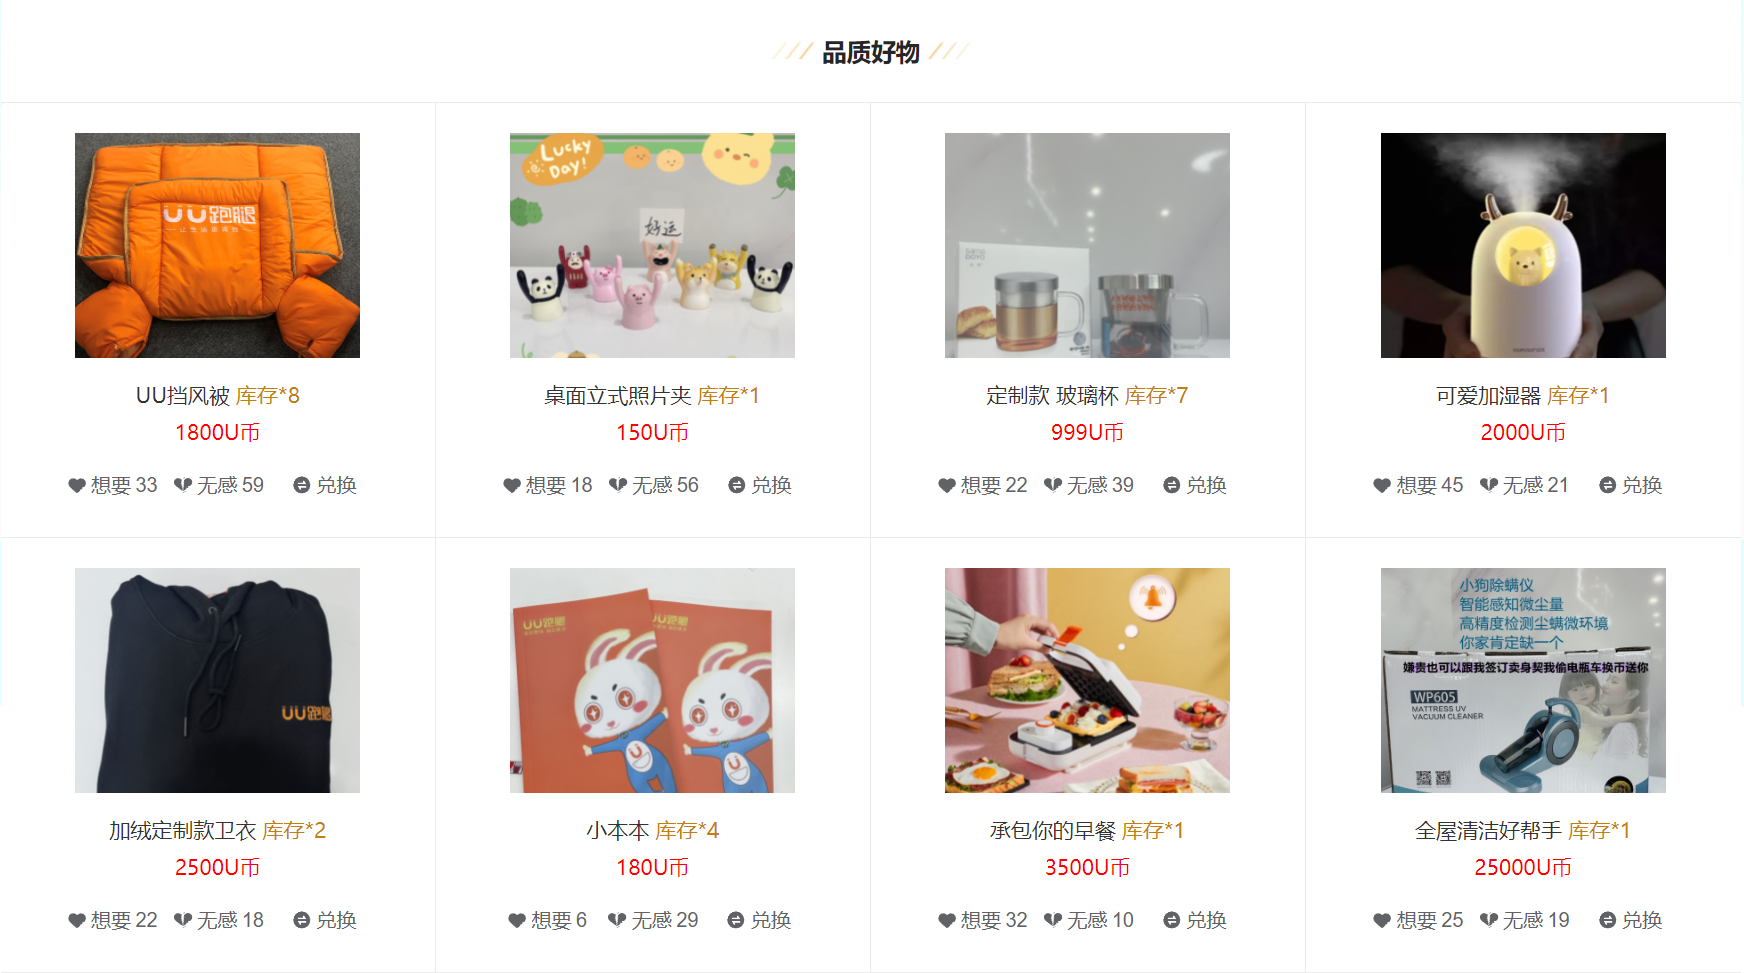 品质好物
UU跑腿
Lucky
Day!
好运
UU挡风被 库存*8
1800U币
想要 33 无感 59 兑换
桌面立式照片夹 库存*1
150U币
想要 18 无感 56 兑换
定制款 玻璃杯 库存*7
999U币
想要 22 无感 39 兑换
可爱加湿器 库存*1
2000U币
想要 45 无感 21 兑换
UU跑腿
UU跑腿
UU跑腿
小狗除螨仪
智能感知微尘量
高精度检测尘螨微环境
你家肯定缺一个
嫌贵也可以跟我签订卖身契我偷电瓶车换币送你
WP605
MATTRESS UV
VACUUM CLEANER
加绒定制款卫衣 库存*2
2500U币
想要 22 无感 18 兑换
小本本 库存*4
180U币
想要 6 无感 29 兑换
承包你的早餐 库存*1
3500U币
想要 32 无感 10 兑换
全屋清洁好帮手 库存*1
25000U币
想要 25 无感 19 兑换